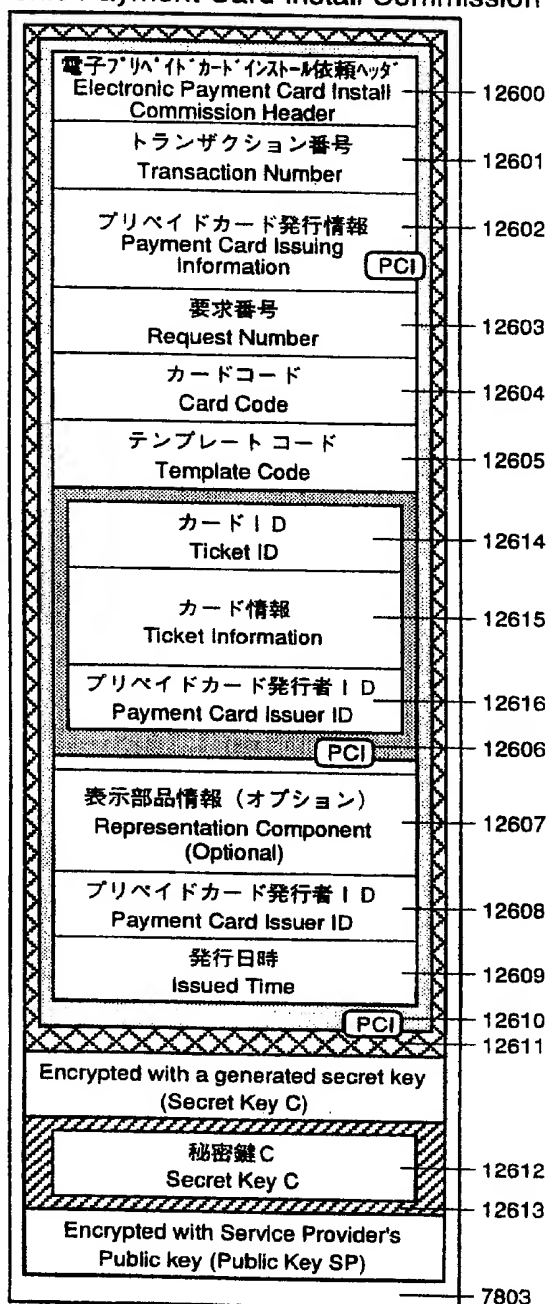 Payment Card Install Commission
電子プリペイドカードインストール依頼ヘッダ
Electronic Payment Card Install
Commission Header
12600
トランザクション番号
Transaction Number
12601
プリペイドカード発行情報
Payment Card Issuing
Information
PCI
12602
要求番号
Request Number
12603
カードコード
Card Code
12604
テンプレート コード
Template Code
12605
カードＩＤ
Ticket ID
12614
カード情報
Ticket Information
12615
プリペイドカード発行者ＩＤ
Payment Card Issuer ID
12616
PCI
12606
表示部品情報（オプション）
Representation Component
(Optional)
12607
プリペイドカード発行者ＩＤ
Payment Card Issuer ID
12608
発行日時
Issued Time
12609
PCI
12610
12611
Encrypted with a generated secret key
(Secret Key C)
秘密鍵C
Secret Key C
12612
12613
Encrypted with Service Provider's
Public key (Public Key SP)
7803